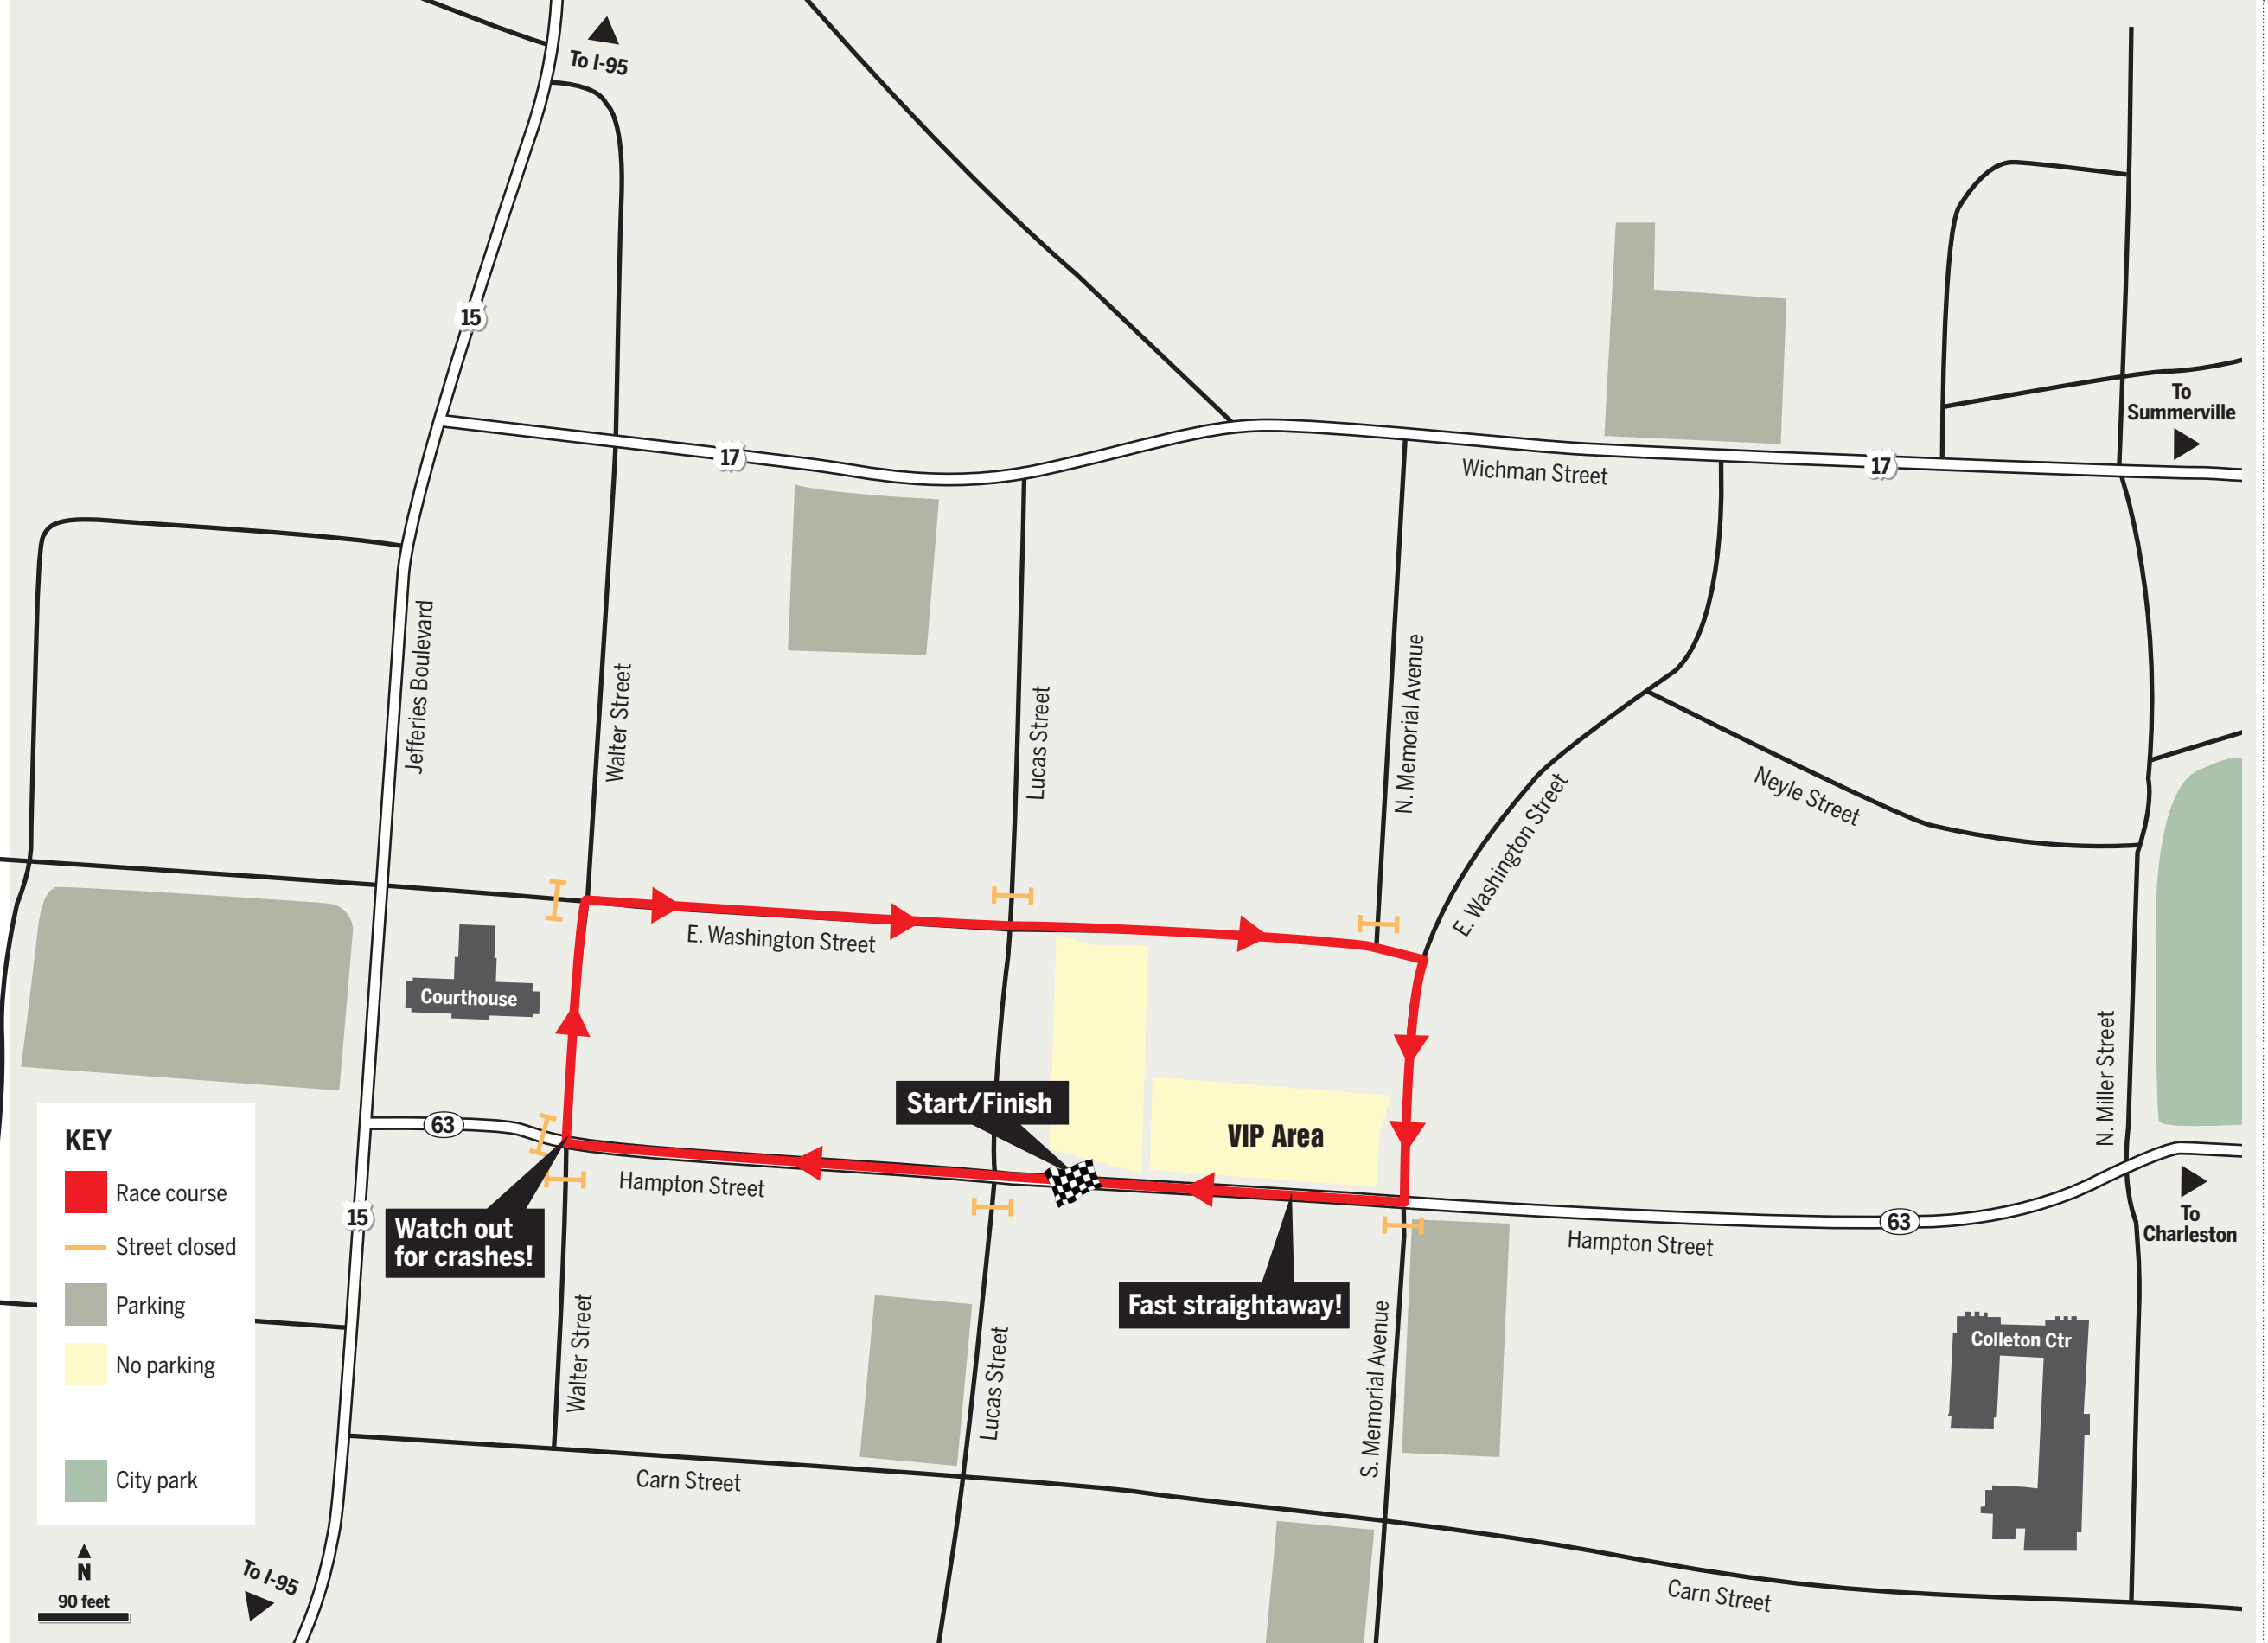 To I-95
15
To
Summerville
17
Wichman Street
17
Jefferies Boulevard
Walter Street
Lucas Street
N. Memorial Avenue
E. Washington Street
Neyle Street
E. Washington Street
Courthouse
N. Miller Street
Start/Finish
VIP Area
63
Hampton Street
Watch out
for crashes!
15
Hampton Street
63
To
Charleston
Fast straightaway!
Walter Street
Lucas Street
S. Memorial Avenue
Colleton Ctr
Carn Street
Carn Street
KEY
Race course
Street closed
Parking
No parking
City park
N
90 feet
To I-95